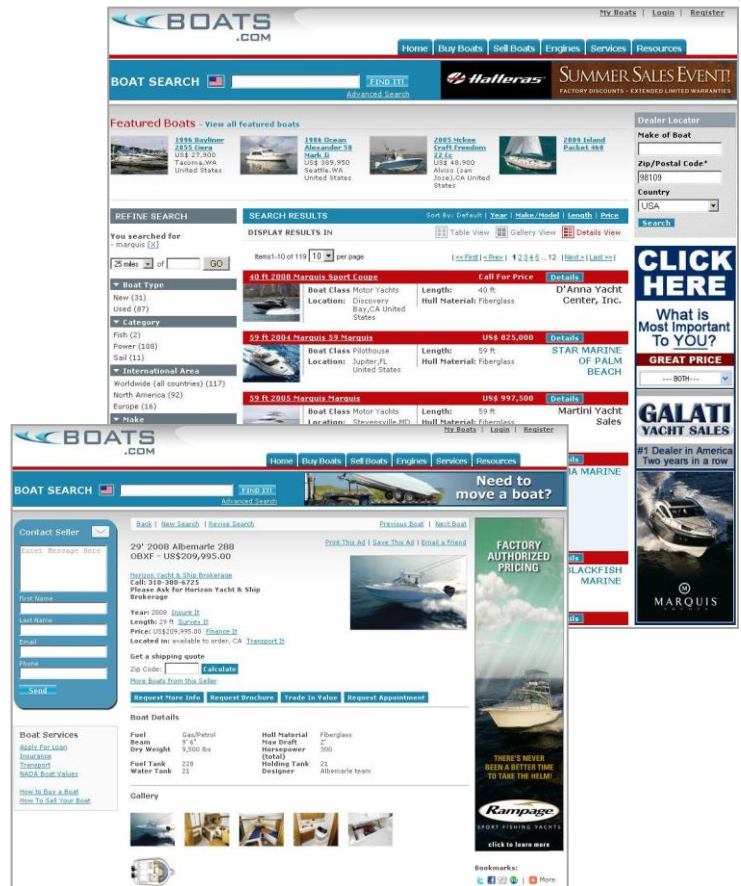 BOATS
.COM
My Boats | Login | Register
Home Buy Boats Sell Boats Engines Services Resources
BOAT SEARCH FIND IT!
Advanced Search
Hatteras
SUMMER SALES EVENT!
FACTORY DISCOUNTS - EXTENDED LIMITED WARRANTIES
Featured Boats - View all featured boats
1996 Bayliner
2855 Ciera
US$ 27,900
Tacoma,WA
United States
1986 Ocean
Alexander 50
Mark Ii
US$ 389,950
Seattle,WA
United States
2005 Mckee
Craft Freedom
22 Cc
US$ 48,900
Alviso (san
Jose),CA United
States
2009 Island
Packet 460
Dealer Locator
Make of Boat
Zip/Postal Code*
98109
Country
USA
Search
REFINE SEARCH
You searched for
- marquis [X]
25 miles of GO
Boat Type
New (31)
Used (87)
Category
Fish (2)
Power (108)
Sail (11)
International Area
Worldwide (all countries) (117)
North America (92)
Europe (16)
Make
SEARCH RESULTS Sort By: Default | Year | Make/Model | Length | Price
DISPLAY RESULTS IN Table View Gallery View Details View
Items1-10 of 119 10 per page |<<First |<Prev | 1 2 3 4 5 ...12 |Next>|Last>>|
40 ft 2008 Marquis Sport Coupe Call For Price Details
Boat Class Motor Yachts Length: 40 ft
Location: Discovery Bay,CA United States Hull Material: Fiberglass
D'Anna Yacht
Center, Inc.
59 ft 2004 Marquis 59 Marquis US$ 825,000 Details
Boat Class Pilothouse Length: 59 ft
Location: Jupiter,FL United States Hull Material: Fiberglass
STAR MARINE
OF PALM
BEACH
59 ft 2005 Marquis Marquis US$ 997,500 Details
Boat Class Motor Yachts Length: 59 ft
Location: Stevensville,MD Hull Material: Fiberglass
Martini Yacht
Sales
MARINE
BLACKFISH
MARINE
CLICK
HERE
What is
Most Important
To YOU?
GREAT PRICE
--- BOTH---
GALATI
YACHT SALES
#1 Dealer in America
Two years in a row
MARQUIS
YACHTS
BOATS
.COM
My Boats | Login | Register
Home Buy Boats Sell Boats Engines Services Resources
BOAT SEARCH FIND IT!
Advanced Search
Need to
move a boat?
Contact Seller
Enter Message Here
First Name
Last Name
Email
Phone
Send
Boat Services
Apply For Loan
Insurance
Transport
NADA Boat Values
How to Buy a Boat
How To Sell Your Boat
Back | New Search | Revise Search Previous Boat | Next Boat
29' 2008 Albemarle 288
OBXF - US$209,995.00
Print This Ad | Save This Ad | Email a Friend
Horizon Yacht & Ship Brokerage
Call: 310-308-6725
Please Ask for Horizon Yacht & Ship
Brokerage
Year: 2008 Insure It
Length: 29 ft Survey It
Price: US$209,995.00 Finance It
Located in: available to order, CA Transport It
Get a shipping quote
Zip Code: Calculate
More Boats from this Seller
Request More Info Request Brochure Trade In Value Request Appointment
Boat Details
Fuel Gas/Petrol Hull Material Fiberglass
Beam 9' 6" Max Draft 2'
Dry Weight 9,500 lbs Horsepower (total) 300
Fuel Tank 228 Holding Tank 21
Water Tank 21 Designer Albemarle team
Gallery
FACTORY
AUTHORIZED
PRICING
THERE'S NEVER
BEEN A BETTER TIME
TO TAKE THE HELM!
Rampage
SPORT FISHING YACHTS
click to learn more
Bookmarks:
| More